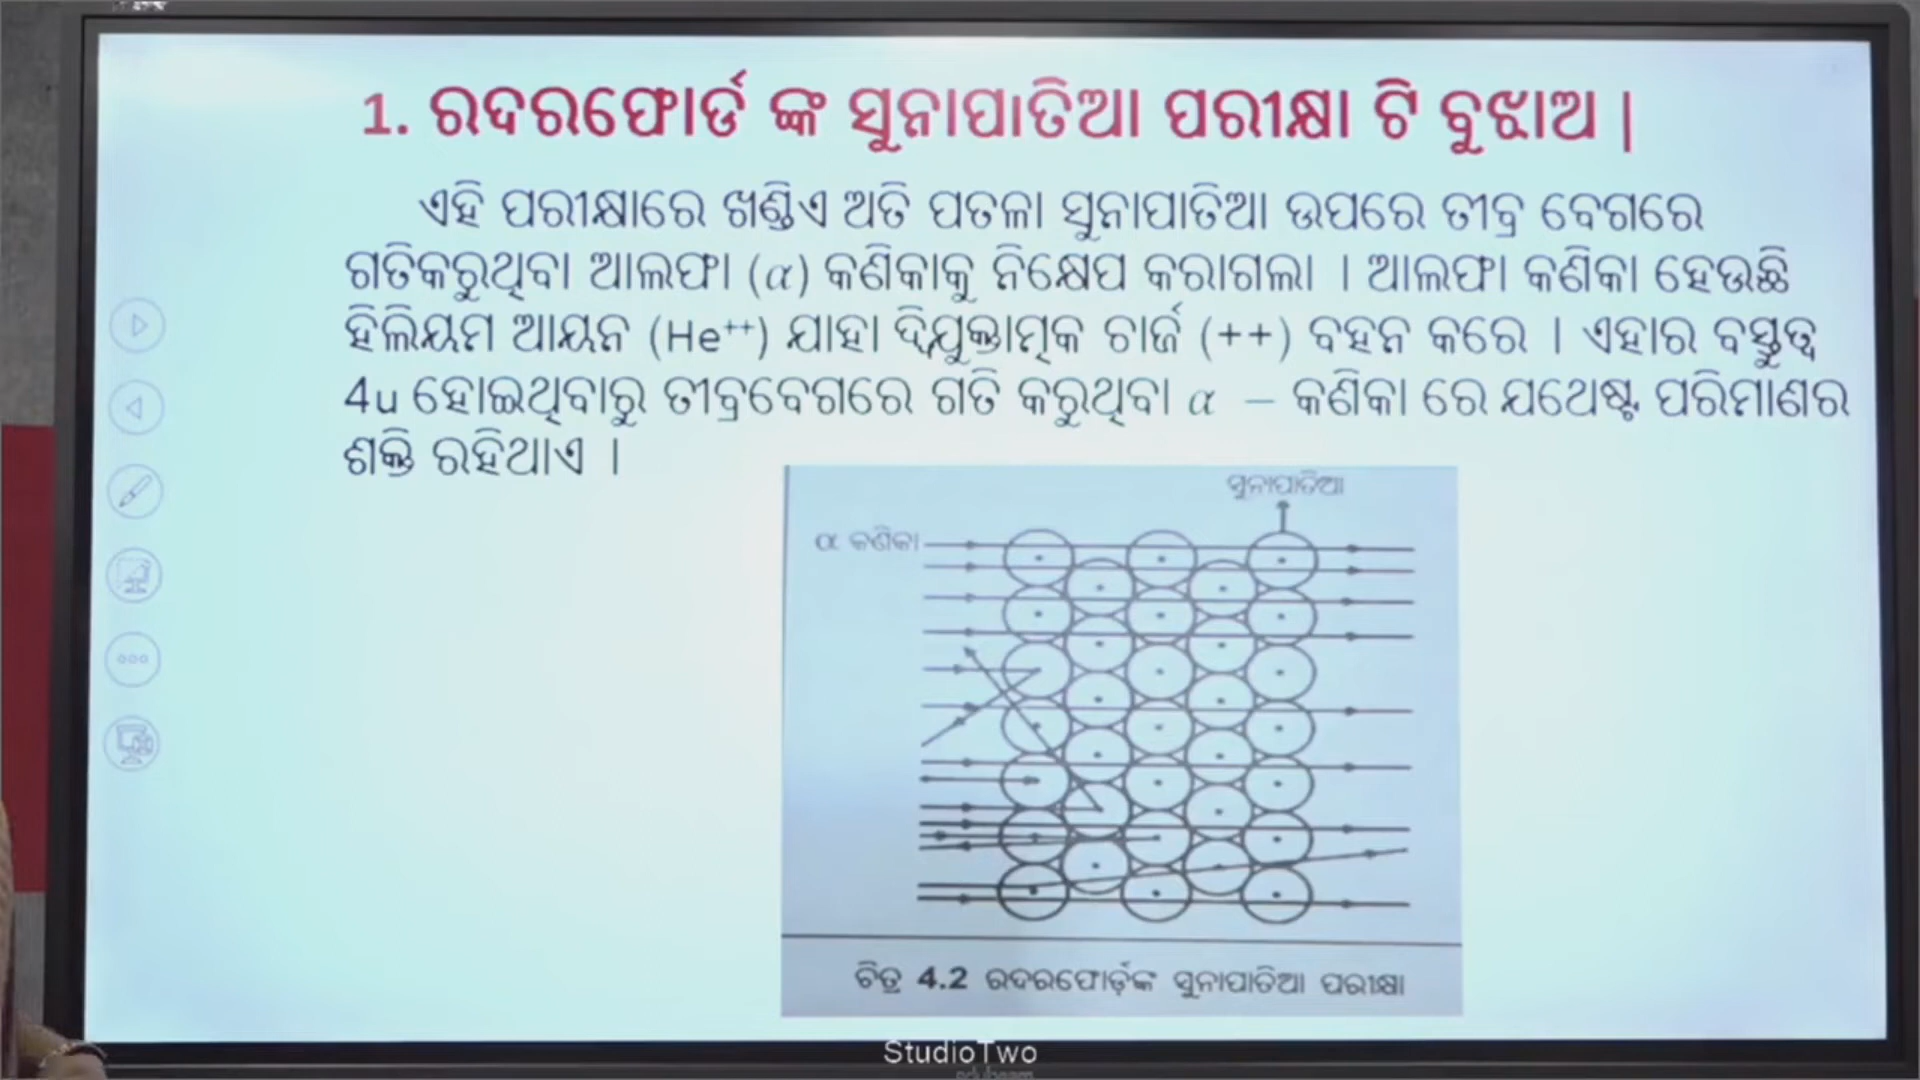 1. ରଦରଫୋର୍ଡ ଙ୍କ ସୁନାପାତିଆ ପରୀକ୍ଷା ଟି ବୁଝାଅ |
ଏହି ପରୀକ୍ଷାରେ ଖଣ୍ଡିଏ ଅତି ପତଳା ସୁନାପାତିଆ ଉପରେ ତୀବ୍ର ବେଗରେ
ଗତିକରୁଥିବା ଆଲଫା (α) କଣିକାକୁ ନିକ୍ଷେପ କରାଗଲା । ଆଲଫା କଣିକା ହେଉଛି
ହିଲିୟମ ଆୟନ (He⁺⁺) ଯାହା ଦ୍ୱିଯୁକ୍ତାତ୍ମକ ଚାର୍ଜ (++) ବହନ କରେ । ଏହାର ବସ୍ତୁତ୍ୱ
4u ହୋଇଥିବାରୁ ତୀବ୍ରବେଗରେ ଗତି କରୁଥିବା α – କଣିକା ରେ ଯଥେଷ୍ଟ ପରିମାଣର
ଶକ୍ତି ରହିଥାଏ ।
ସୁନାପାତିଆ
α କଣିକା
ଚିତ୍ର 4.2 ରଦରଫୋର୍ଡ଼ଙ୍କ ସୁନାପାତିଆ ପରୀକ୍ଷା
StudioTwo